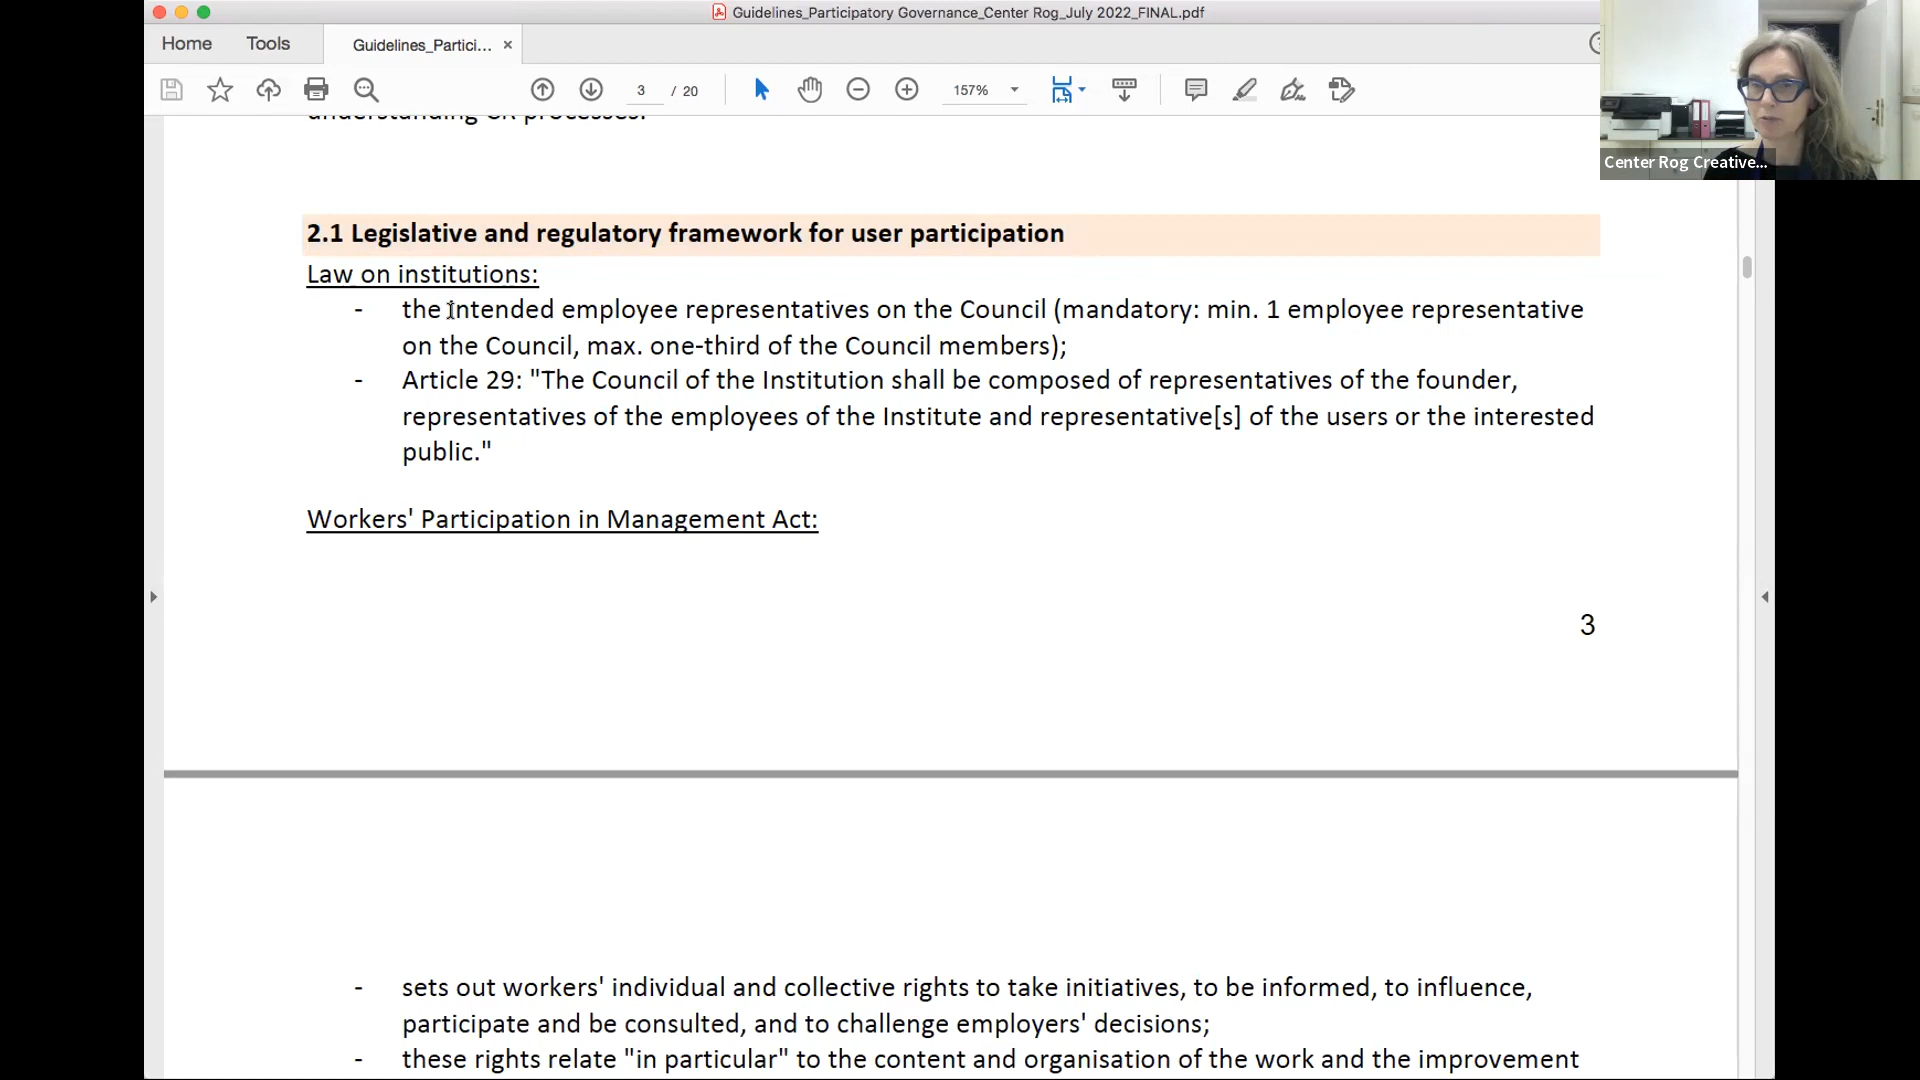 Guidelines_Participatory Governance_Center Rog_July 2022_FINAL.pdf
Home
Tools
Guidelines_Partici...
3 / 20
157%
understanding CR processes.
Center Rog Creative...
2.1 Legislative and regulatory framework for user participation
Law on institutions:
- the intended employee representatives on the Council (mandatory: min. 1 employee representative
on the Council, max. one-third of the Council members);
- Article 29: "The Council of the Institution shall be composed of representatives of the founder,
representatives of the employees of the Institute and representative[s] of the users or the interested
public."
Workers' Participation in Management Act:
3
- sets out workers' individual and collective rights to take initiatives, to be informed, to influence,
participate and be consulted, and to challenge employers' decisions;
- these rights relate "in particular" to the content and organisation of the work and the improvement